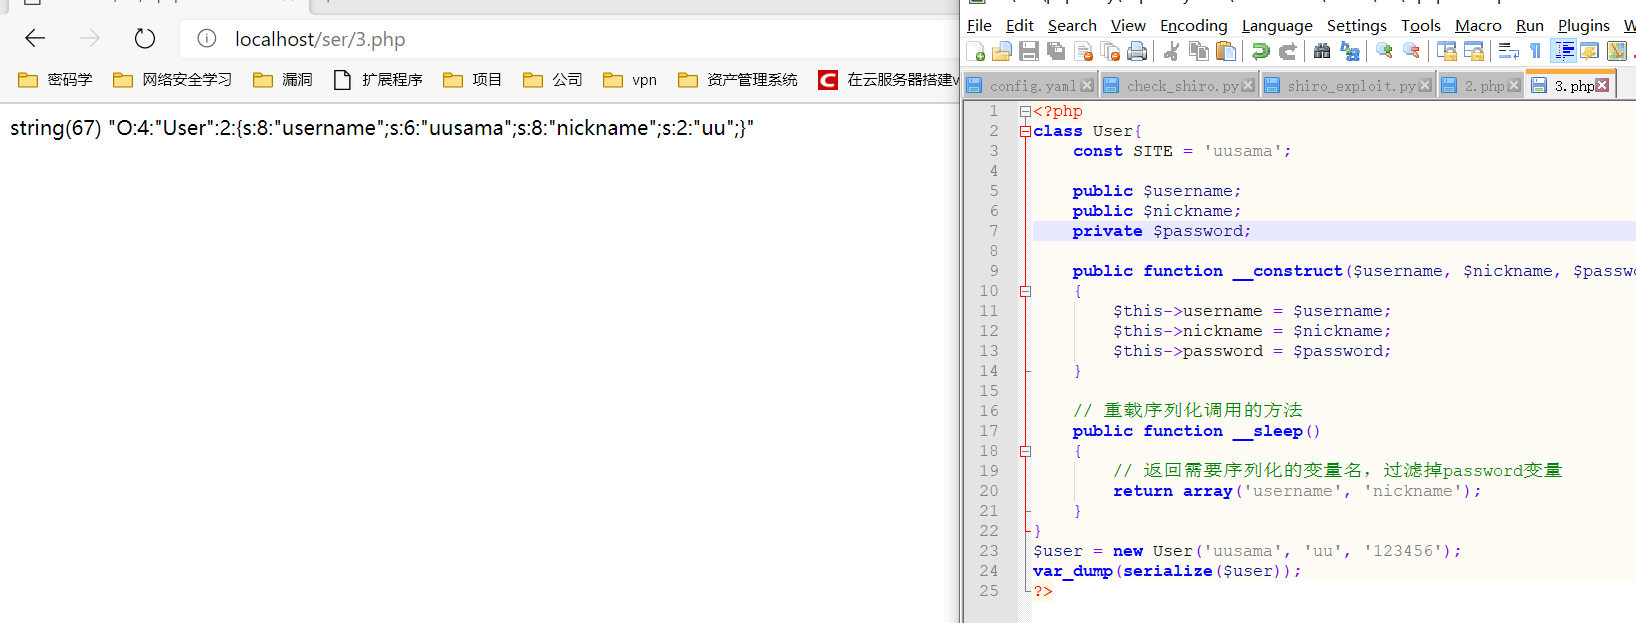 localhost/ser/3.php
密码学 网络安全学习 漏洞 扩展程序 项目 公司 vpn 资产管理系统 在云服务器搭建v
string(67) "O:4:"User":2:{s:8:"username";s:6:"uusama";s:8:"nickname";s:2:"uu";}"
File Edit Search View Encoding Language Settings Tools Macro Run Plugins W
config.yaml check_shiro.py shiro_exploit.py 2.php 3.php
1 <?php
2 class User{
3 const SITE = 'uusama';
4
5 public $username;
6 public $nickname;
7 private $password;
8
9 public function __construct($username, $nickname, $passw
10 {
11 $this->username = $username;
12 $this->nickname = $nickname;
13 $this->password = $password;
14 }
15
16 // 重载序列化调用的方法
17 public function __sleep()
18 {
19 // 返回需要序列化的变量名，过滤掉password变量
20 return array('username', 'nickname');
21 }
22 }
23 $user = new User('uusama', 'uu', '123456');
24 var_dump(serialize($user));
25 ?>